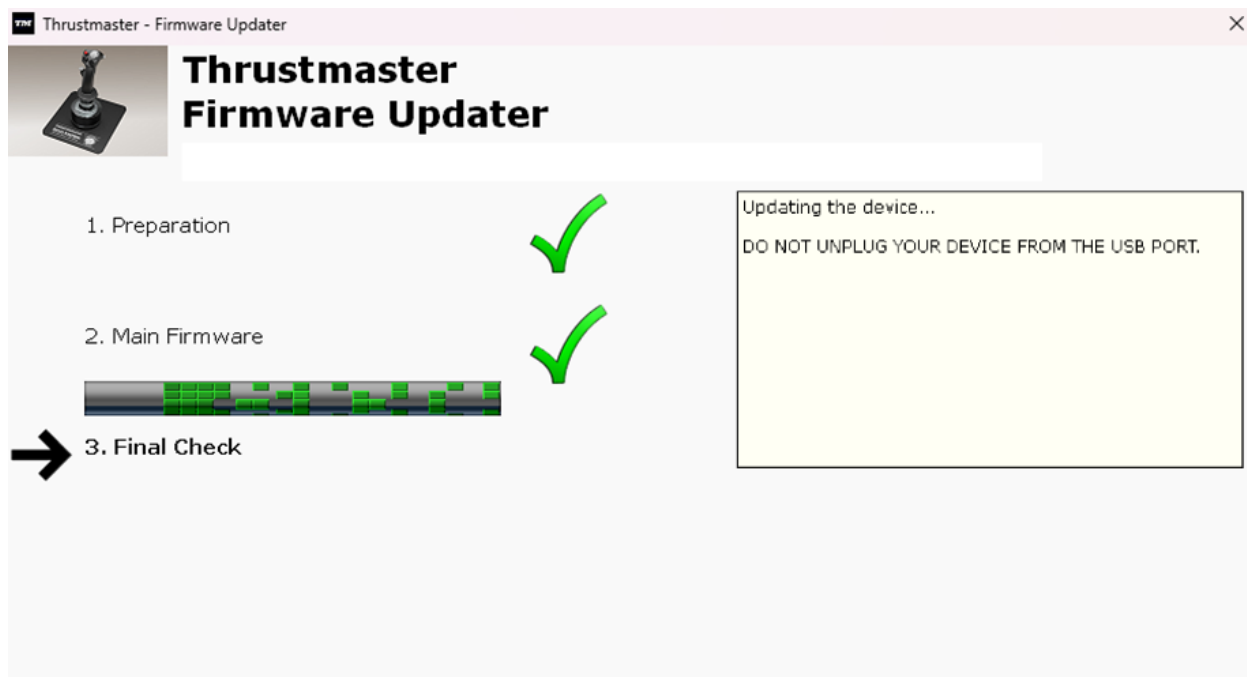 TM Thrustmaster - Firmware Updater
Thrustmaster
Firmware Updater
1. Preparation
2. Main Firmware
3. Final Check
Updating the device...
DO NOT UNPLUG YOUR DEVICE FROM THE USB PORT.